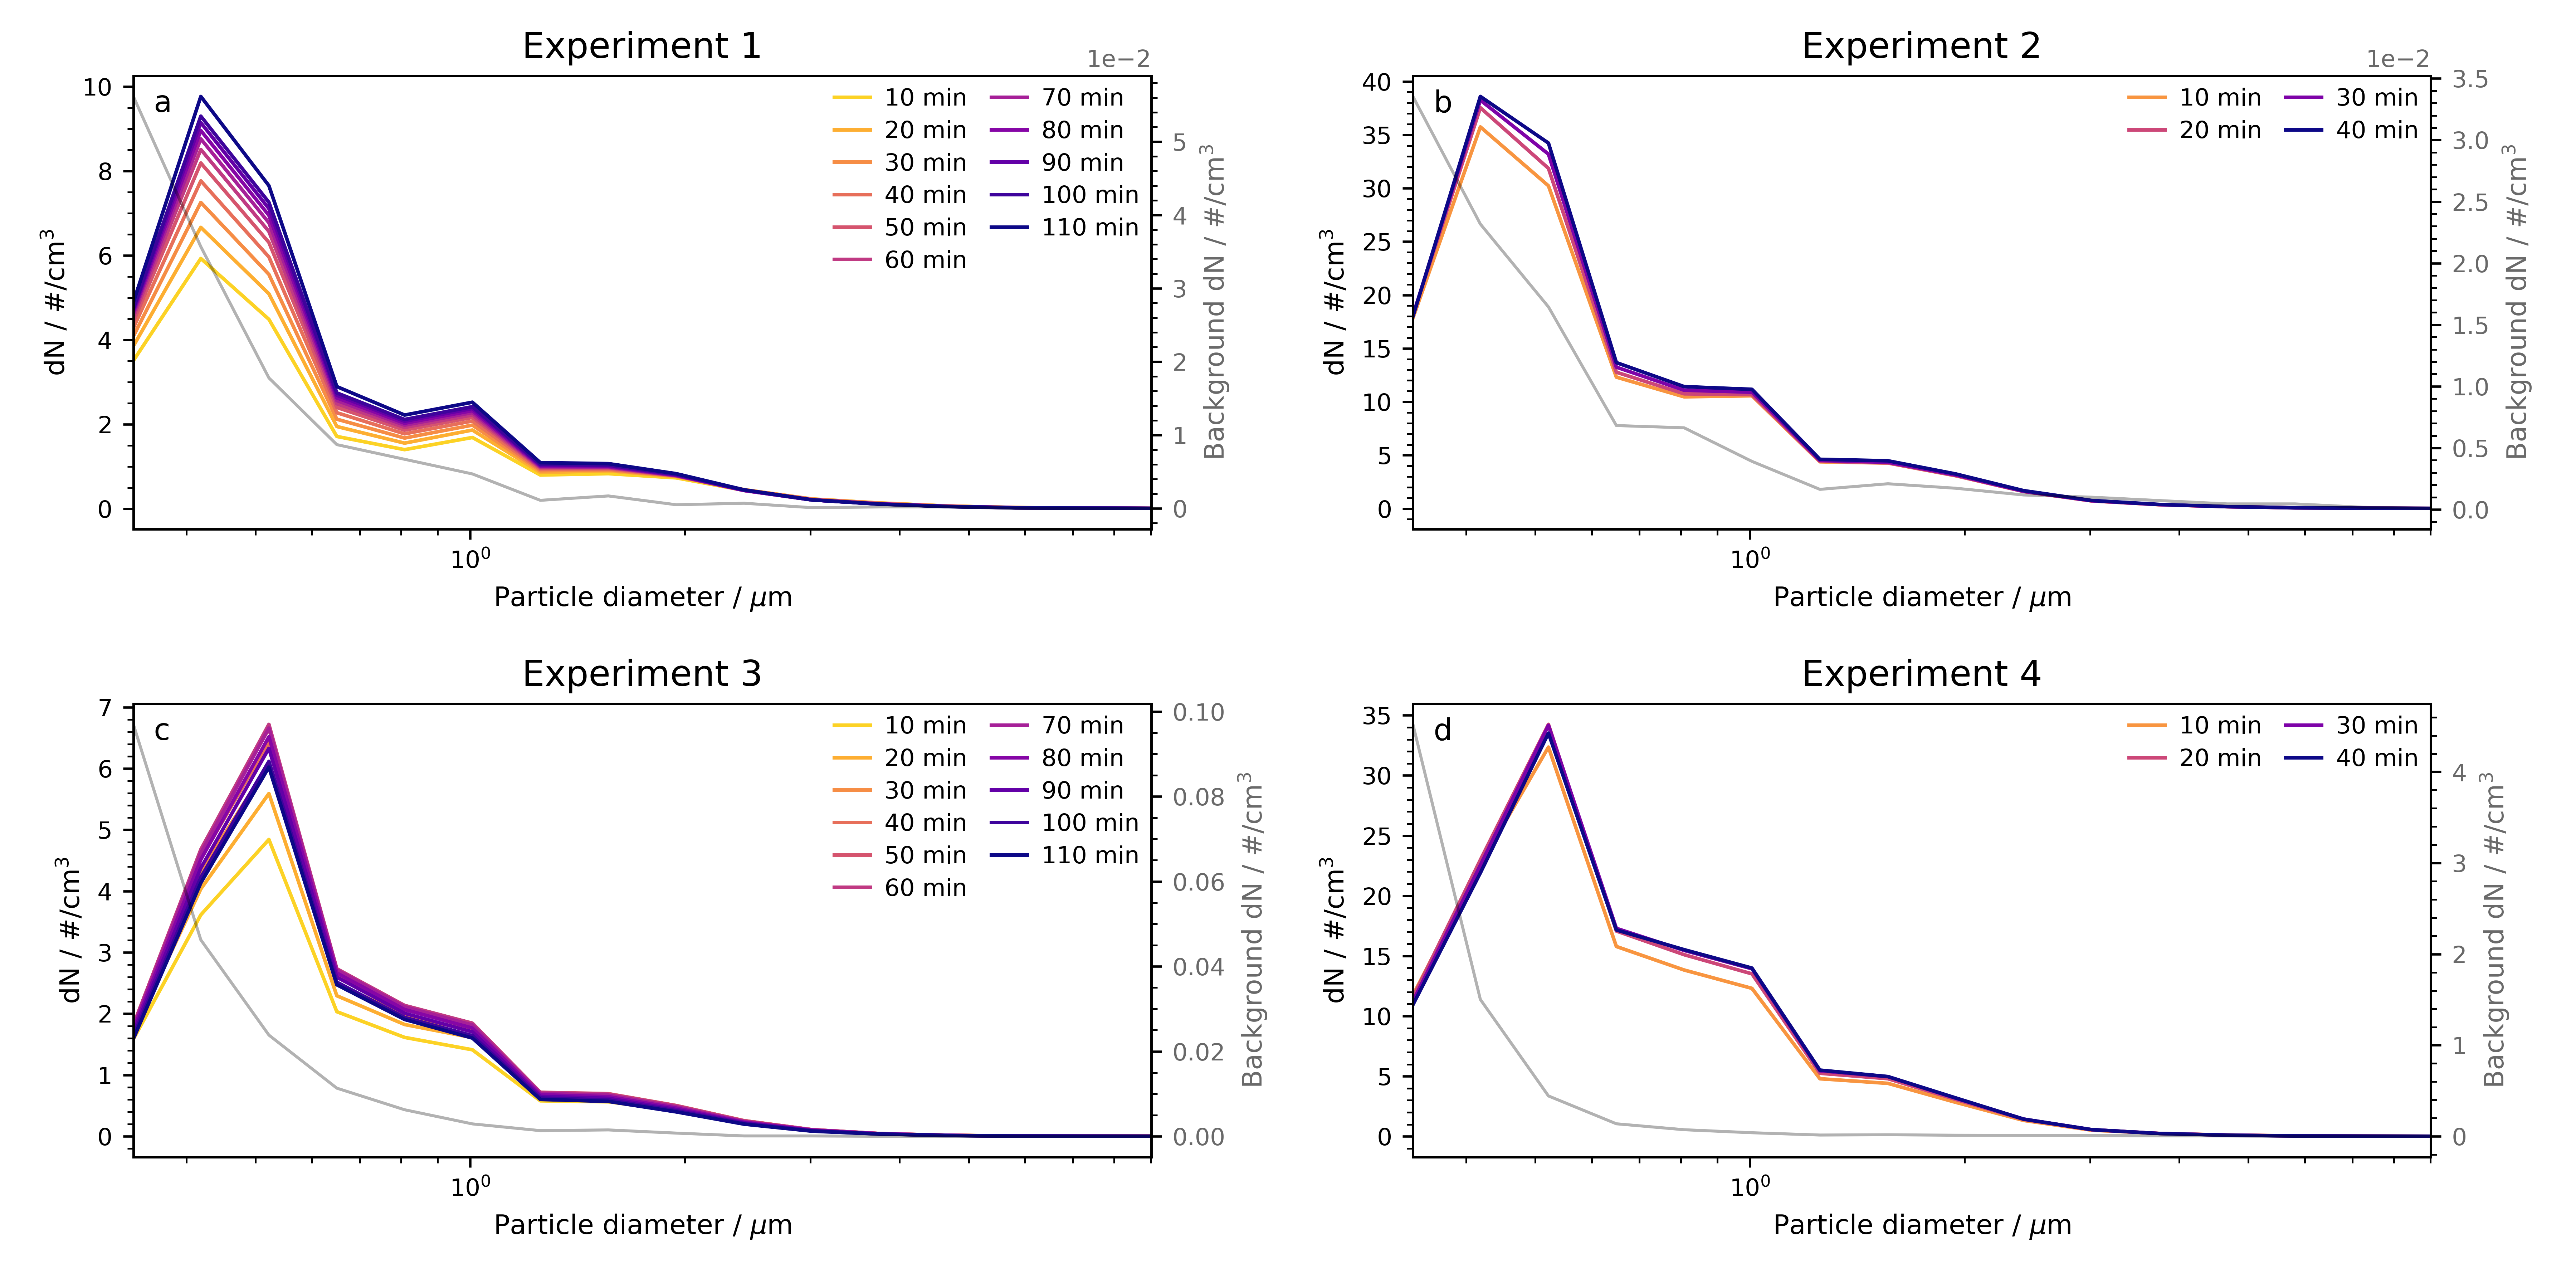 Experiment 1
1e−2
a
10
8
6
4
2
0
dN / #/cm³
10 min
20 min
30 min
40 min
50 min
60 min
70 min
80 min
90 min
100 min
110 min
5
4
3
2
1
0
Background dN / #/cm³
10⁰
Particle diameter / μm
Experiment 2
1e−2
b
40
35
30
25
20
15
10
5
0
dN / #/cm³
10 min
20 min
30 min
40 min
3.5
3.0
2.5
2.0
1.5
1.0
0.5
0.0
Background dN / #/cm³
10⁰
Particle diameter / μm
Experiment 3
c
7
6
5
4
3
2
1
0
dN / #/cm³
10 min
20 min
30 min
40 min
50 min
60 min
70 min
80 min
90 min
100 min
110 min
0.10
0.08
0.06
0.04
0.02
0.00
Background dN / #/cm³
10⁰
Particle diameter / μm
Experiment 4
d
35
30
25
20
15
10
5
0
dN / #/cm³
10 min
20 min
30 min
40 min
4
3
2
1
0
Background dN / #/cm³
10⁰
Particle diameter / μm